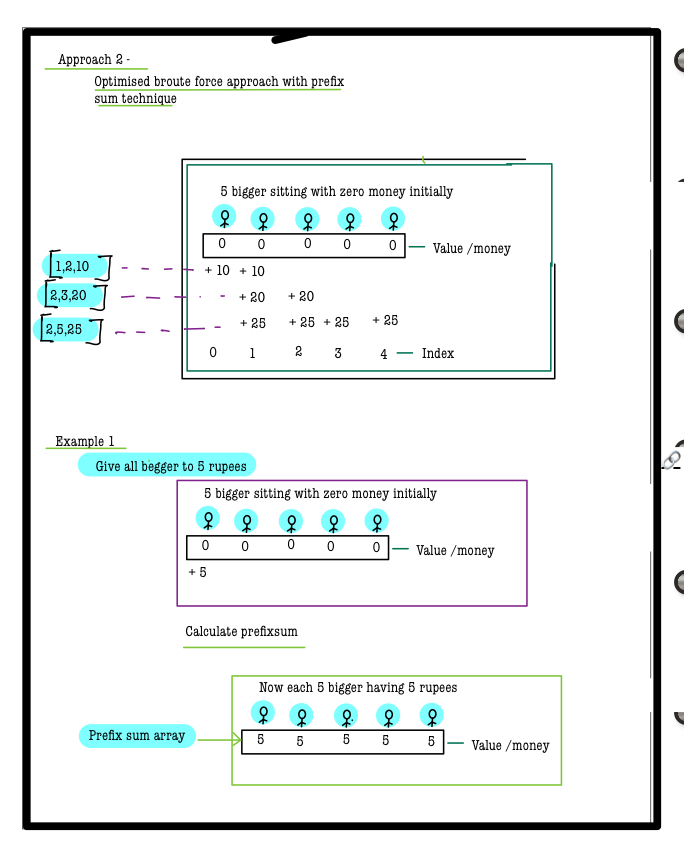 Approach 2 -
Optimised broute force approach with prefix
sum technique
5 bigger sitting with zero money initially
0 0 0 0 0 Value /money
1,2,10 + 10 + 10
2,3,20 + 20 + 20
2,5,25 + 25 + 25 + 25 + 25
0 1 2 3 4 Index
Example 1
Give all begger to 5 rupees
5 bigger sitting with zero money initially
0 0 0 0 0 Value /money
+ 5
Calculate prefixsum
Now each 5 bigger having 5 rupees
Prefix sum array 5 5 5 5 5 Value /money